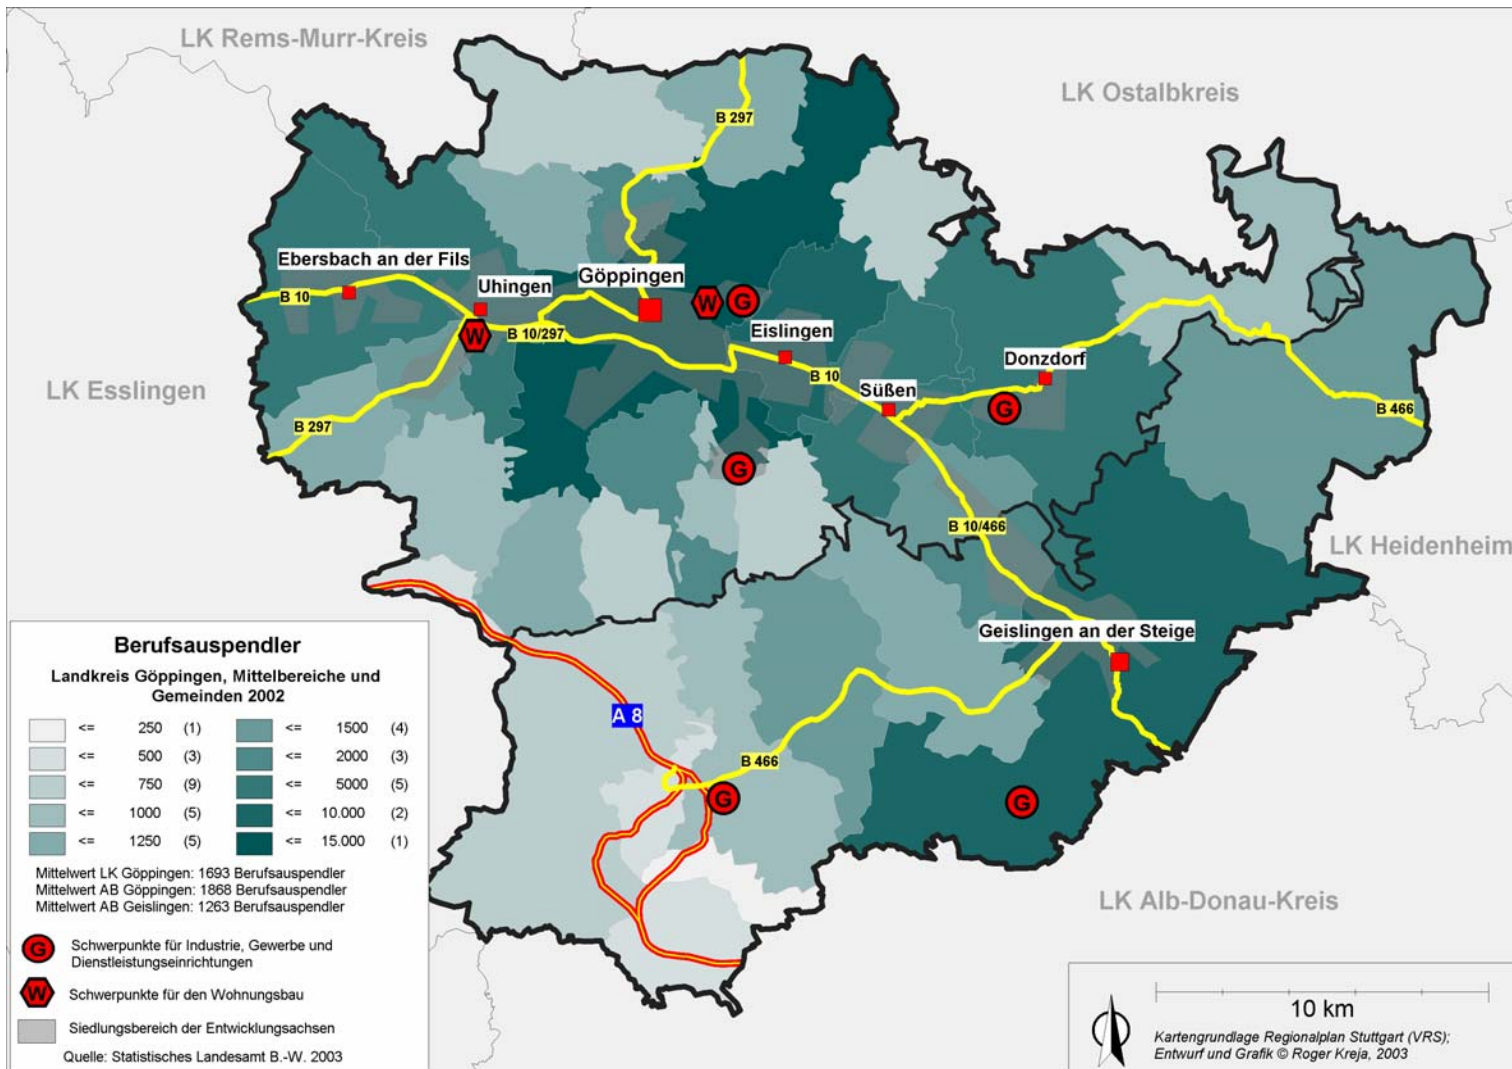 LK Rems-Murr-Kreis
LK Ostalbkreis
B 297
Ebersbach an der Fils
Uhingen
Göppingen
B 10
W
G
B 10/297
W
Eislingen
Donzdorf
B 10
Süßen
G
LK Esslingen
B 297
B 466
G
B 10/466
LK Heidenheim
Geislingen an der Steige
A 8
B 466
G
G
LK Alb-Donau-Kreis
Berufsauspendler
Landkreis Göppingen, Mittelbereiche und
Gemeinden 2002
<= 250 (1) <= 1500 (4)
<= 500 (3) <= 2000 (3)
<= 750 (9) <= 5000 (5)
<= 1000 (5) <= 10.000 (2)
<= 1250 (5) <= 15.000 (1)
Mittelwert LK Göppingen: 1693 Berufsauspendler
Mittelwert AB Göppingen: 1868 Berufsauspendler
Mittelwert AB Geislingen: 1263 Berufsauspendler
G Schwerpunkte für Industrie, Gewerbe und
Dienstleistungseinrichtungen
W Schwerpunkte für den Wohnungsbau
Siedlungsbereich der Entwicklungsachsen
Quelle: Statistisches Landesamt B.-W. 2003
10 km
Kartengrundlage Regionalplan Stuttgart (VRS);
Entwurf und Grafik © Roger Kreja, 2003